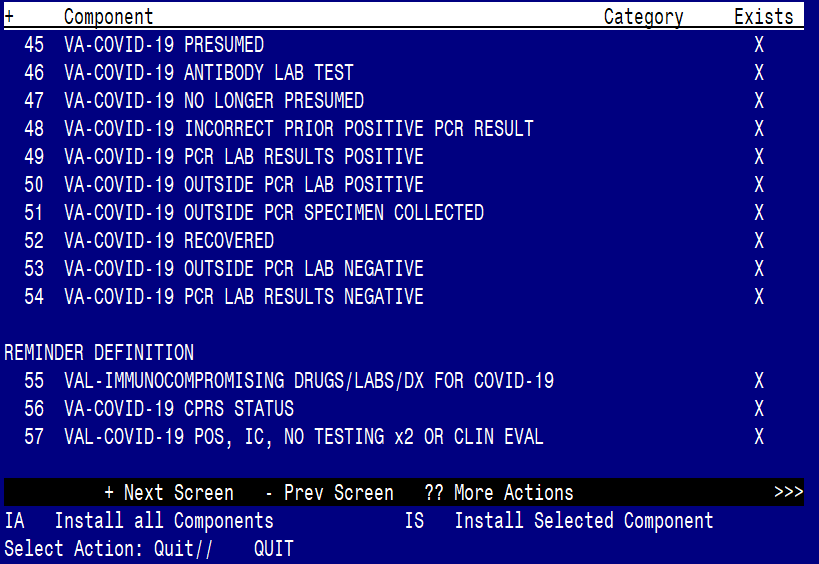 + Component Category Exists
45 VA-COVID-19 PRESUMED X
46 VA-COVID-19 ANTIBODY LAB TEST X
47 VA-COVID-19 NO LONGER PRESUMED X
48 VA-COVID-19 INCORRECT PRIOR POSITIVE PCR RESULT X
49 VA-COVID-19 PCR LAB RESULTS POSITIVE X
50 VA-COVID-19 OUTSIDE PCR LAB POSITIVE X
51 VA-COVID-19 OUTSIDE PCR SPECIMEN COLLECTED X
52 VA-COVID-19 RECOVERED X
53 VA-COVID-19 OUTSIDE PCR LAB NEGATIVE X
54 VA-COVID-19 PCR LAB RESULTS NEGATIVE X
REMINDER DEFINITION
55 VAL-IMMUNOCOMPROMISING DRUGS/LABS/DX FOR COVID-19 X
56 VA-COVID-19 CPRS STATUS X
57 VAL-COVID-19 POS, IC, NO TESTING x2 OR CLIN EVAL X
+ Next Screen - Prev Screen ?? More Actions >>>
IA Install all Components IS Install Selected Component
Select Action: Quit// QUIT